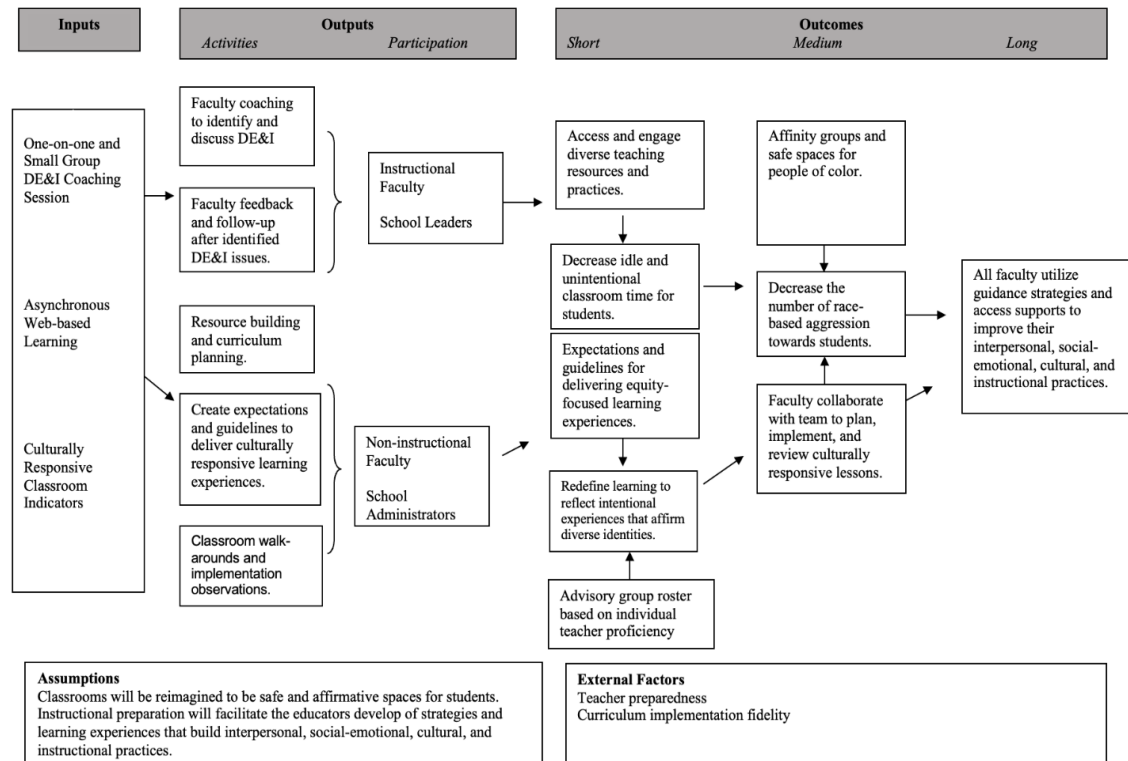 Inputs
Outputs
Activities
Participation
Outcomes
Short
Medium
Long
One-on-one and
Small Group
DE&I Coaching
Session
Asynchronous
Web-based
Learning
Culturally
Responsive
Classroom
Indicators
Faculty coaching
to identify and
discuss DE&I
Faculty feedback
and follow-up
after identified
DE&I issues.
Resource building
and curriculum
planning.
Create expectations
and guidelines to
deliver culturally
responsive learning
experiences.
Classroom walk-
arounds and
implementation
observations.
Instructional
Faculty
School Leaders
Non-instructional
Faculty
School
Administrators
Access and engage
diverse teaching
resources and
practices.
Decrease idle and
unintentional
classroom time for
students.
Expectations and
guidelines for
delivering equity-
focused learning
experiences.
Redefine learning to
reflect intentional
experiences that affirm
diverse identities.
Advisory group roster
based on individual
teacher proficiency
Affinity groups and
safe spaces for
people of color.
Decrease the
number of race-
based aggression
towards students.
Faculty collaborate
with team to plan,
implement, and
review culturally
responsive lessons.
All faculty utilize
guidance strategies and
access supports to
improve their
interpersonal, social-
emotional, cultural, and
instructional practices.
Assumptions
Classrooms will be reimagined to be safe and affirmative spaces for students.
Instructional preparation will facilitate the educators develop of strategies and
learning experiences that build interpersonal, social-emotional, cultural, and
instructional practices.
External Factors
Teacher preparedness
Curriculum implementation fidelity